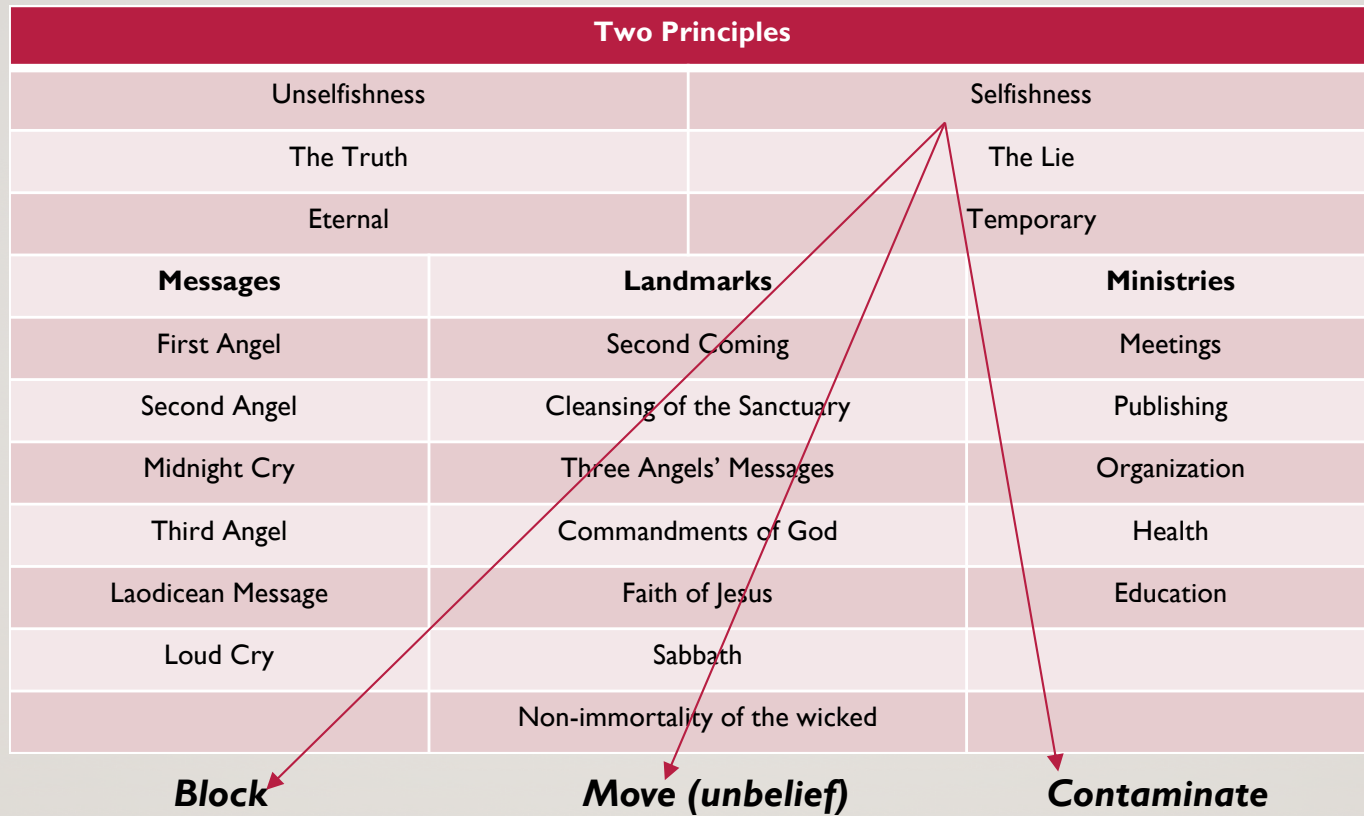 Two Principles
Unselfishness Selfishness
The Truth The Lie
Eternal Temporary
Messages Landmarks Ministries
First Angel Second Coming Meetings
Second Angel Cleansing of the Sanctuary Publishing
Midnight Cry Three Angels’ Messages Organization
Third Angel Commandments of God Health
Laodicean Message Faith of Jesus Education
Loud Cry Sabbath
Non-immortality of the wicked
Block Move (unbelief) Contaminate